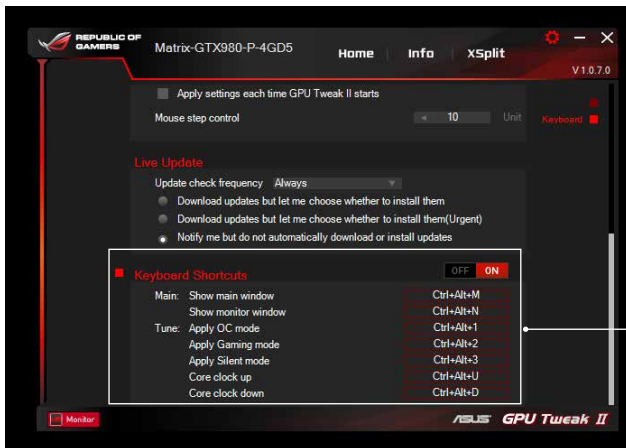 REPUBLIC OF
GAMERS
Matrix-GTX980-P-4GD5
Home
Info
XSplit
V 1.0.7.0
Apply settings each time GPU Tweak II starts
Mouse step control
10
Unit
Keyboard
Live Update
Update check frequency Always
Download updates but let me choose whether to install them
Download updates but let me choose whether to install them(Urgent)
Notify me but do not automatically download or install updates
Keyboard Shortcuts OFF ON
Main: Show main window Ctrl+Alt+M
Show monitor window Ctrl+Alt+N
Tune: Apply OC mode Ctrl+Alt+1
Apply Gaming mode Ctrl+Alt+2
Apply Silent mode Ctrl+Alt+3
Core clock up Ctrl+Alt+U
Core clock down Ctrl+Alt+D
Monitor
ASUS GPU Tweak II